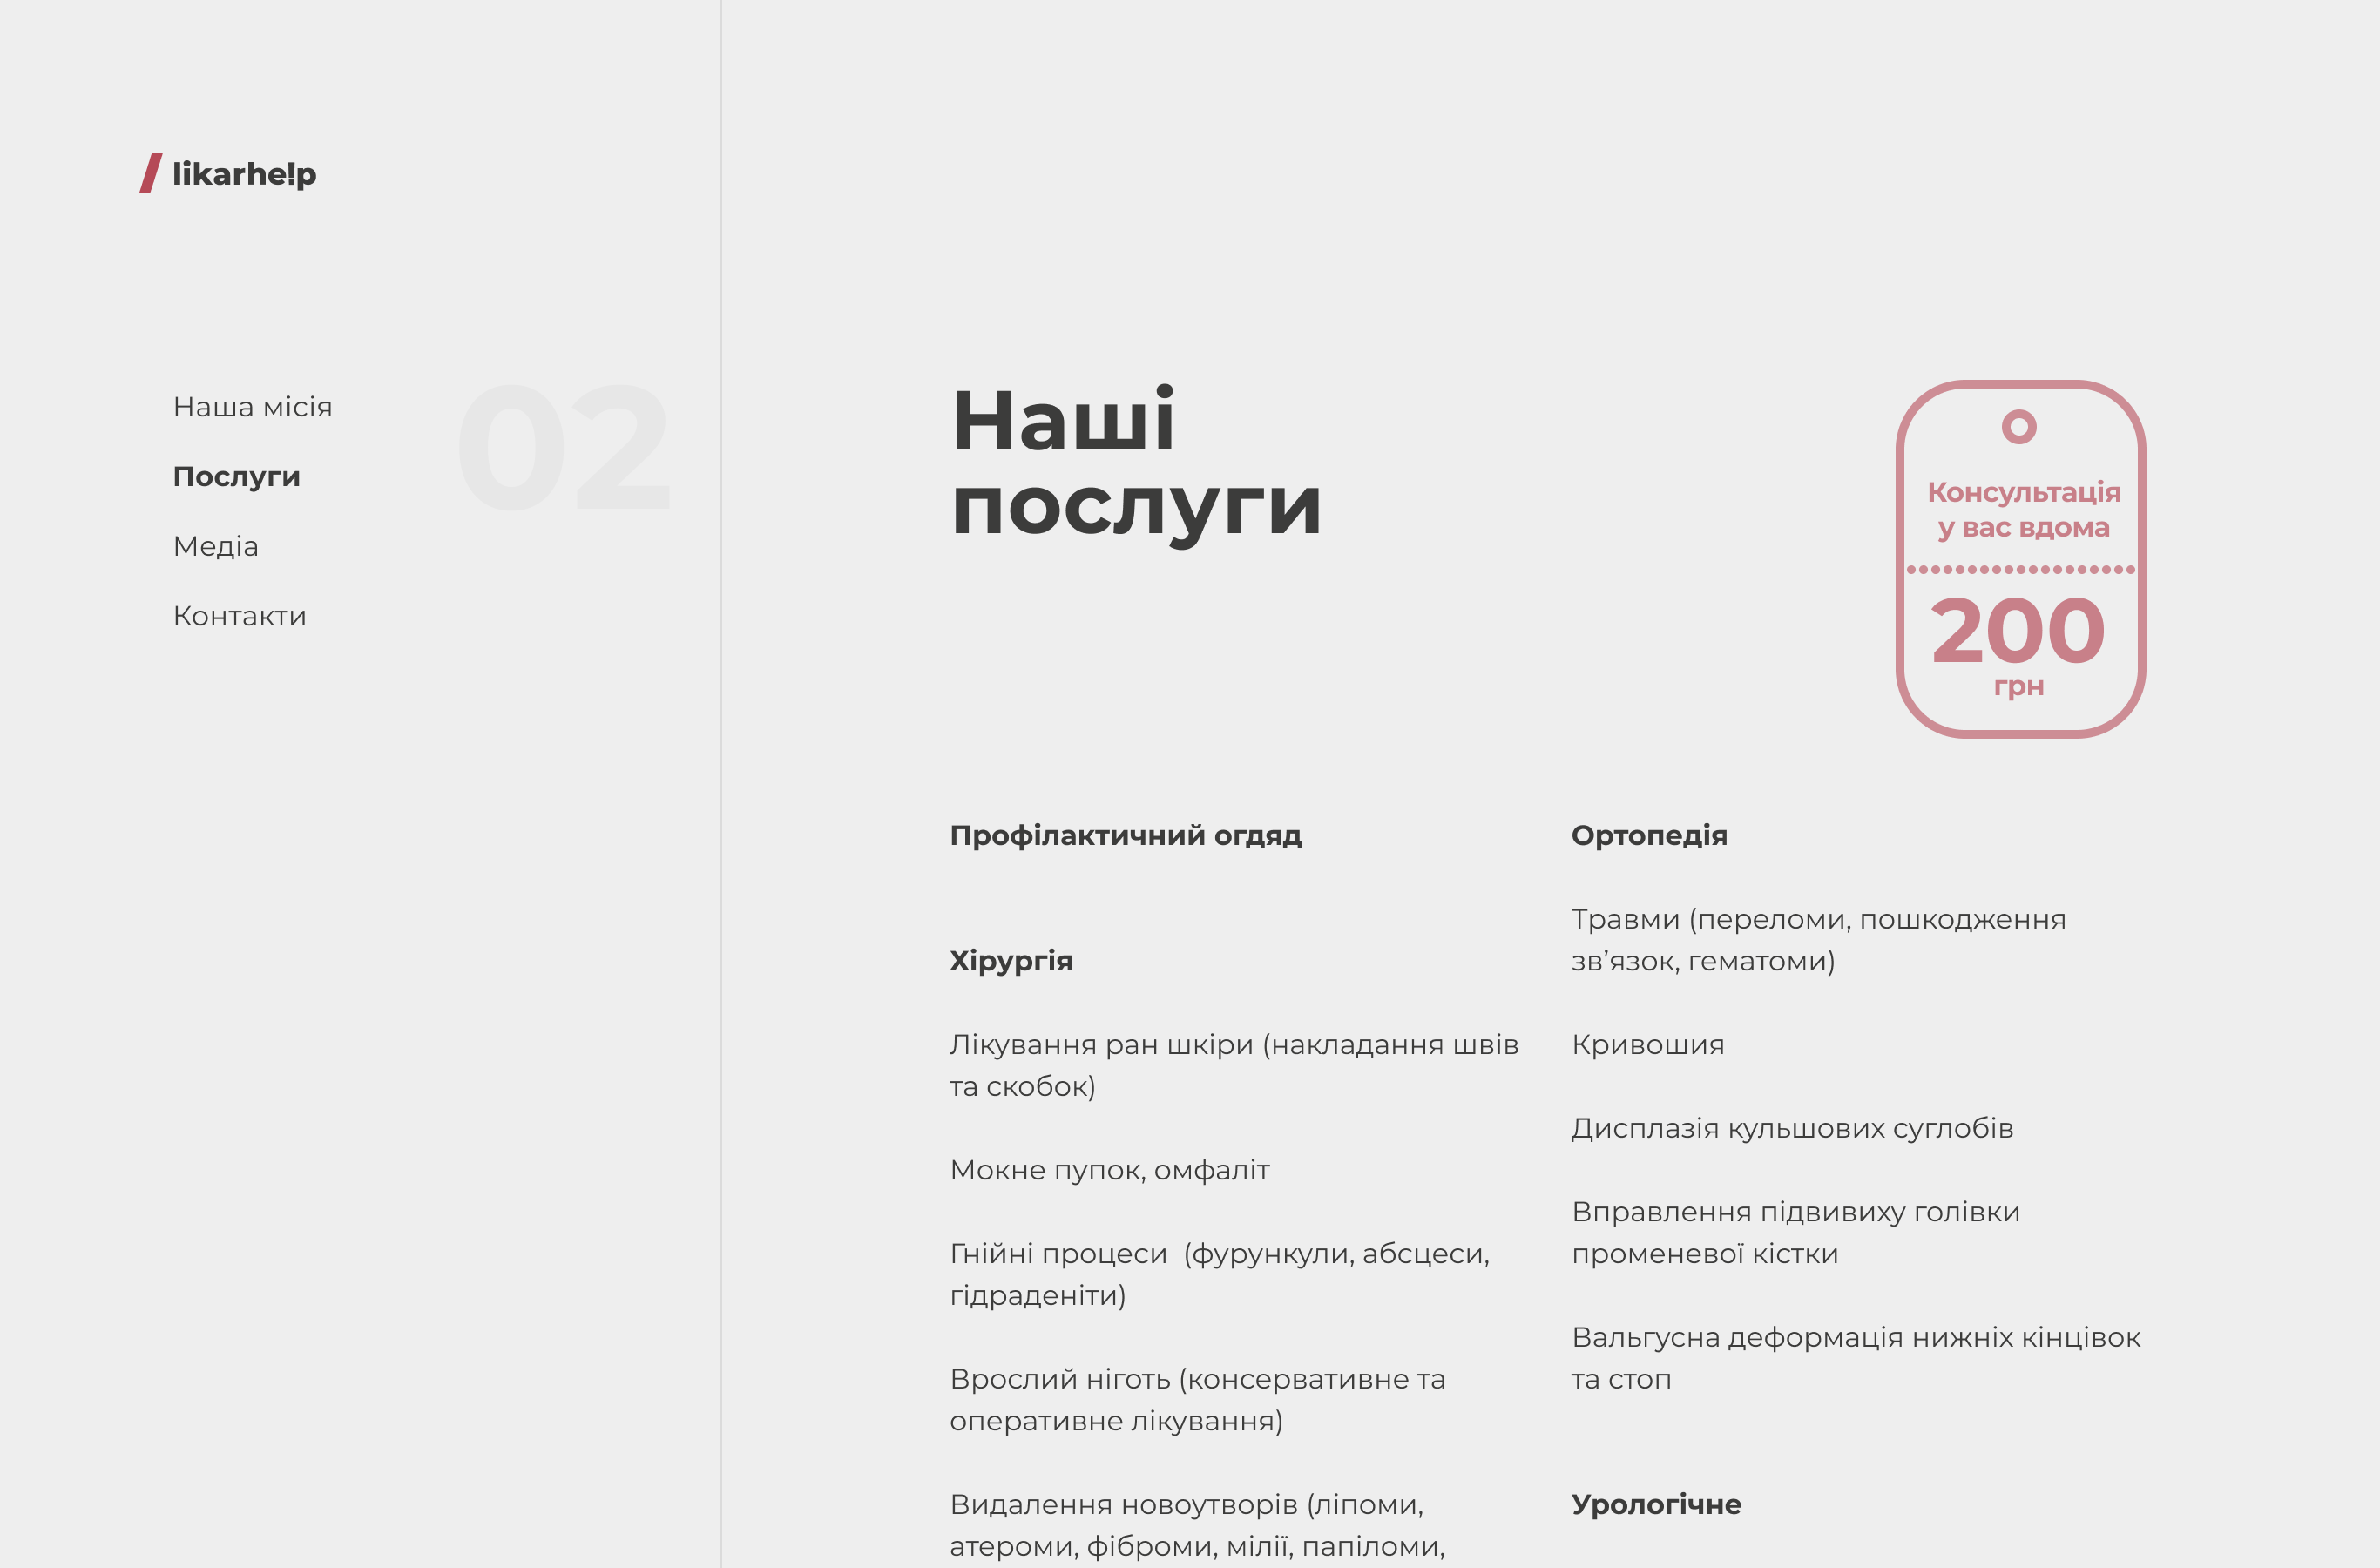 likarhe!p
Наша місія
Послуги
Медіа
Контакти
02
Наші
послуги
Консультація
у вас вдома
200
грн
Профілактичний огдяд
Хірургія
Лікування ран шкіри (накладання швів
та скобок)
Мокне пупок, омфаліт
Гнійні процеси  (фурункули, абсцеси,
гідраденіти)
Врослий ніготь (консервативне та
оперативне лікування)
Видалення новоутворів (ліпоми,
атероми, фіброми, мілії, папіломи,
Ортопедія
Травми (переломи, пошкодження
зв’язок, гематоми)
Кривошия
Дисплазія кульшових суглобів
Вправлення підвивиху голівки
променевої кістки
Вальгусна деформація нижніх кінцівок
та стоп
Урологічне